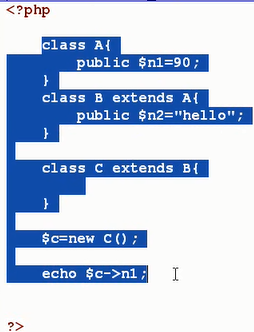 <?php
class A{
public $n1=90;
}
class B extends A{
public $n2="hello";
}
class C extends B{
}
$c=new C();
echo $c->n1;
?>